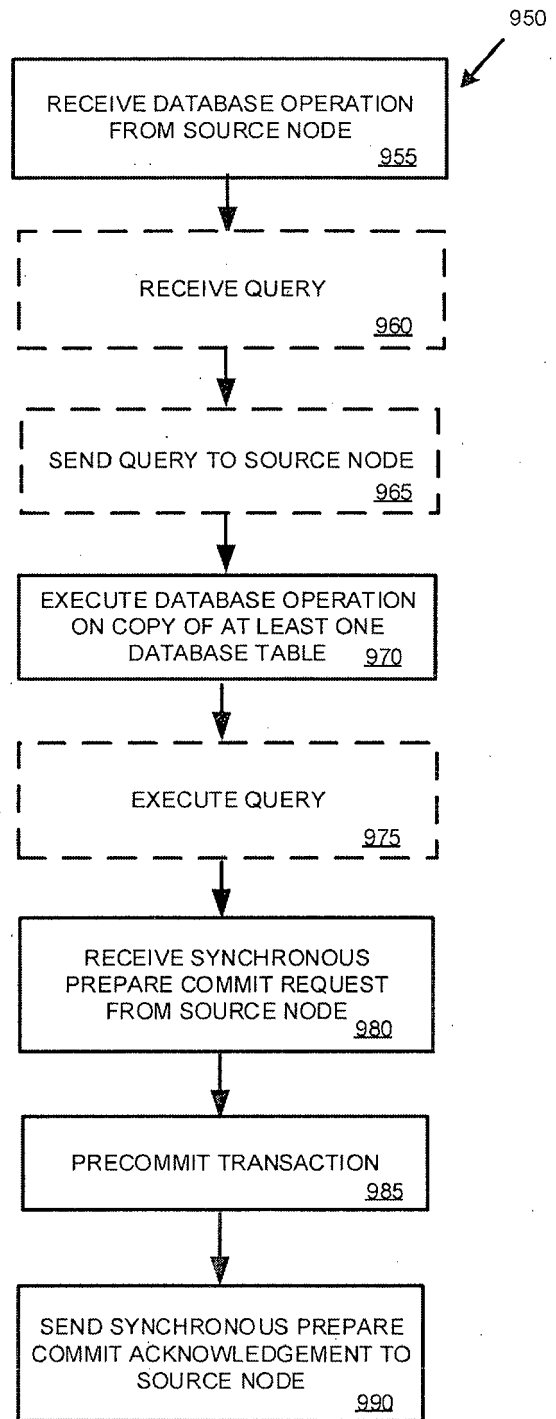 950
RECEIVE DATABASE OPERATION
FROM SOURCE NODE
955
RECEIVE QUERY
960
SEND QUERY TO SOURCE NODE
965
EXECUTE DATABASE OPERATION
ON COPY OF AT LEAST ONE
DATABASE TABLE 970
EXECUTE QUERY
975
RECEIVE SYNCHRONOUS
PREPARE COMMIT REQUEST
FROM SOURCE NODE
980
PRECOMMIT TRANSACTION
985
SEND SYNCHRONOUS PREPARE
COMMIT ACKNOWLEDGEMENT TO
SOURCE NODE
990